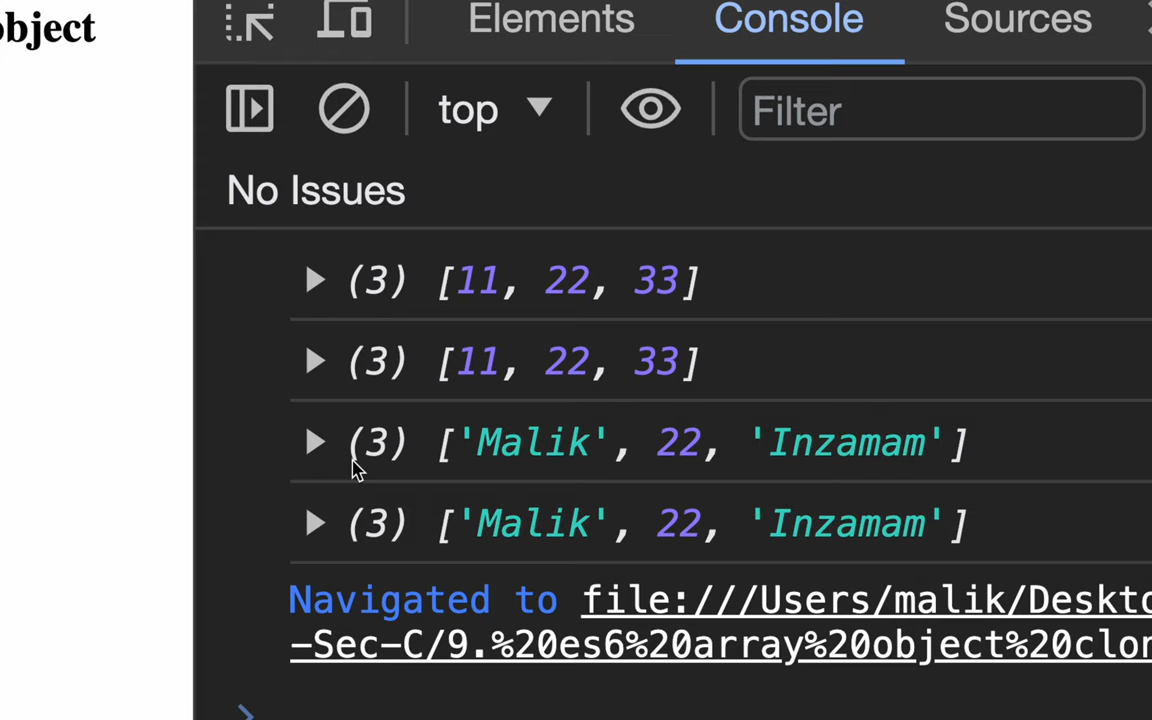 object
Elements Console Sources
top Filter
No Issues
(3) [11, 22, 33]
(3) [11, 22, 33]
(3) ['Malik', 22, 'Inzamam']
(3) ['Malik', 22, 'Inzamam']
Navigated to file:///Users/malik/Deskto
-Sec-C/9.%20es6%20array%20object%20clon